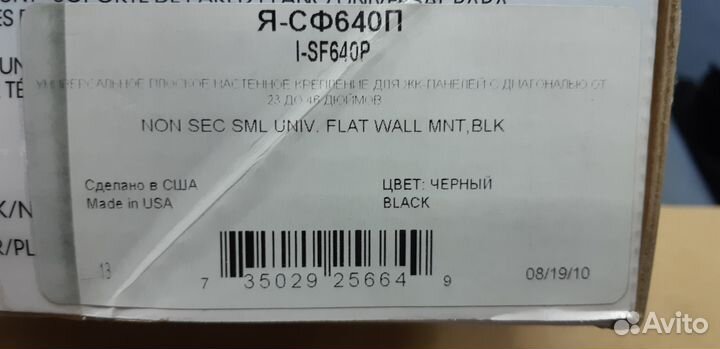 Я-СФ640П
I-SF640P
УНИВЕРСАЛЬНОЕ ПЛОСКОЕ НАСТЕННОЕ КРЕПЛЕНИЕ ДЛЯ ЖК-ПАНЕЛЕЙ С ДИАГОНАЛЬЮ ОТ
23 ДО 46 ДЮЙМОВ
NON SEC SML UNIV. FLAT WALL MNT,BLK
Сделано в США
Made in USA
ЦВЕТ: ЧЕРНЫЙ
BLACK
K/N
R/PL
13
7 35029 25664 9
08/19/10
Avito